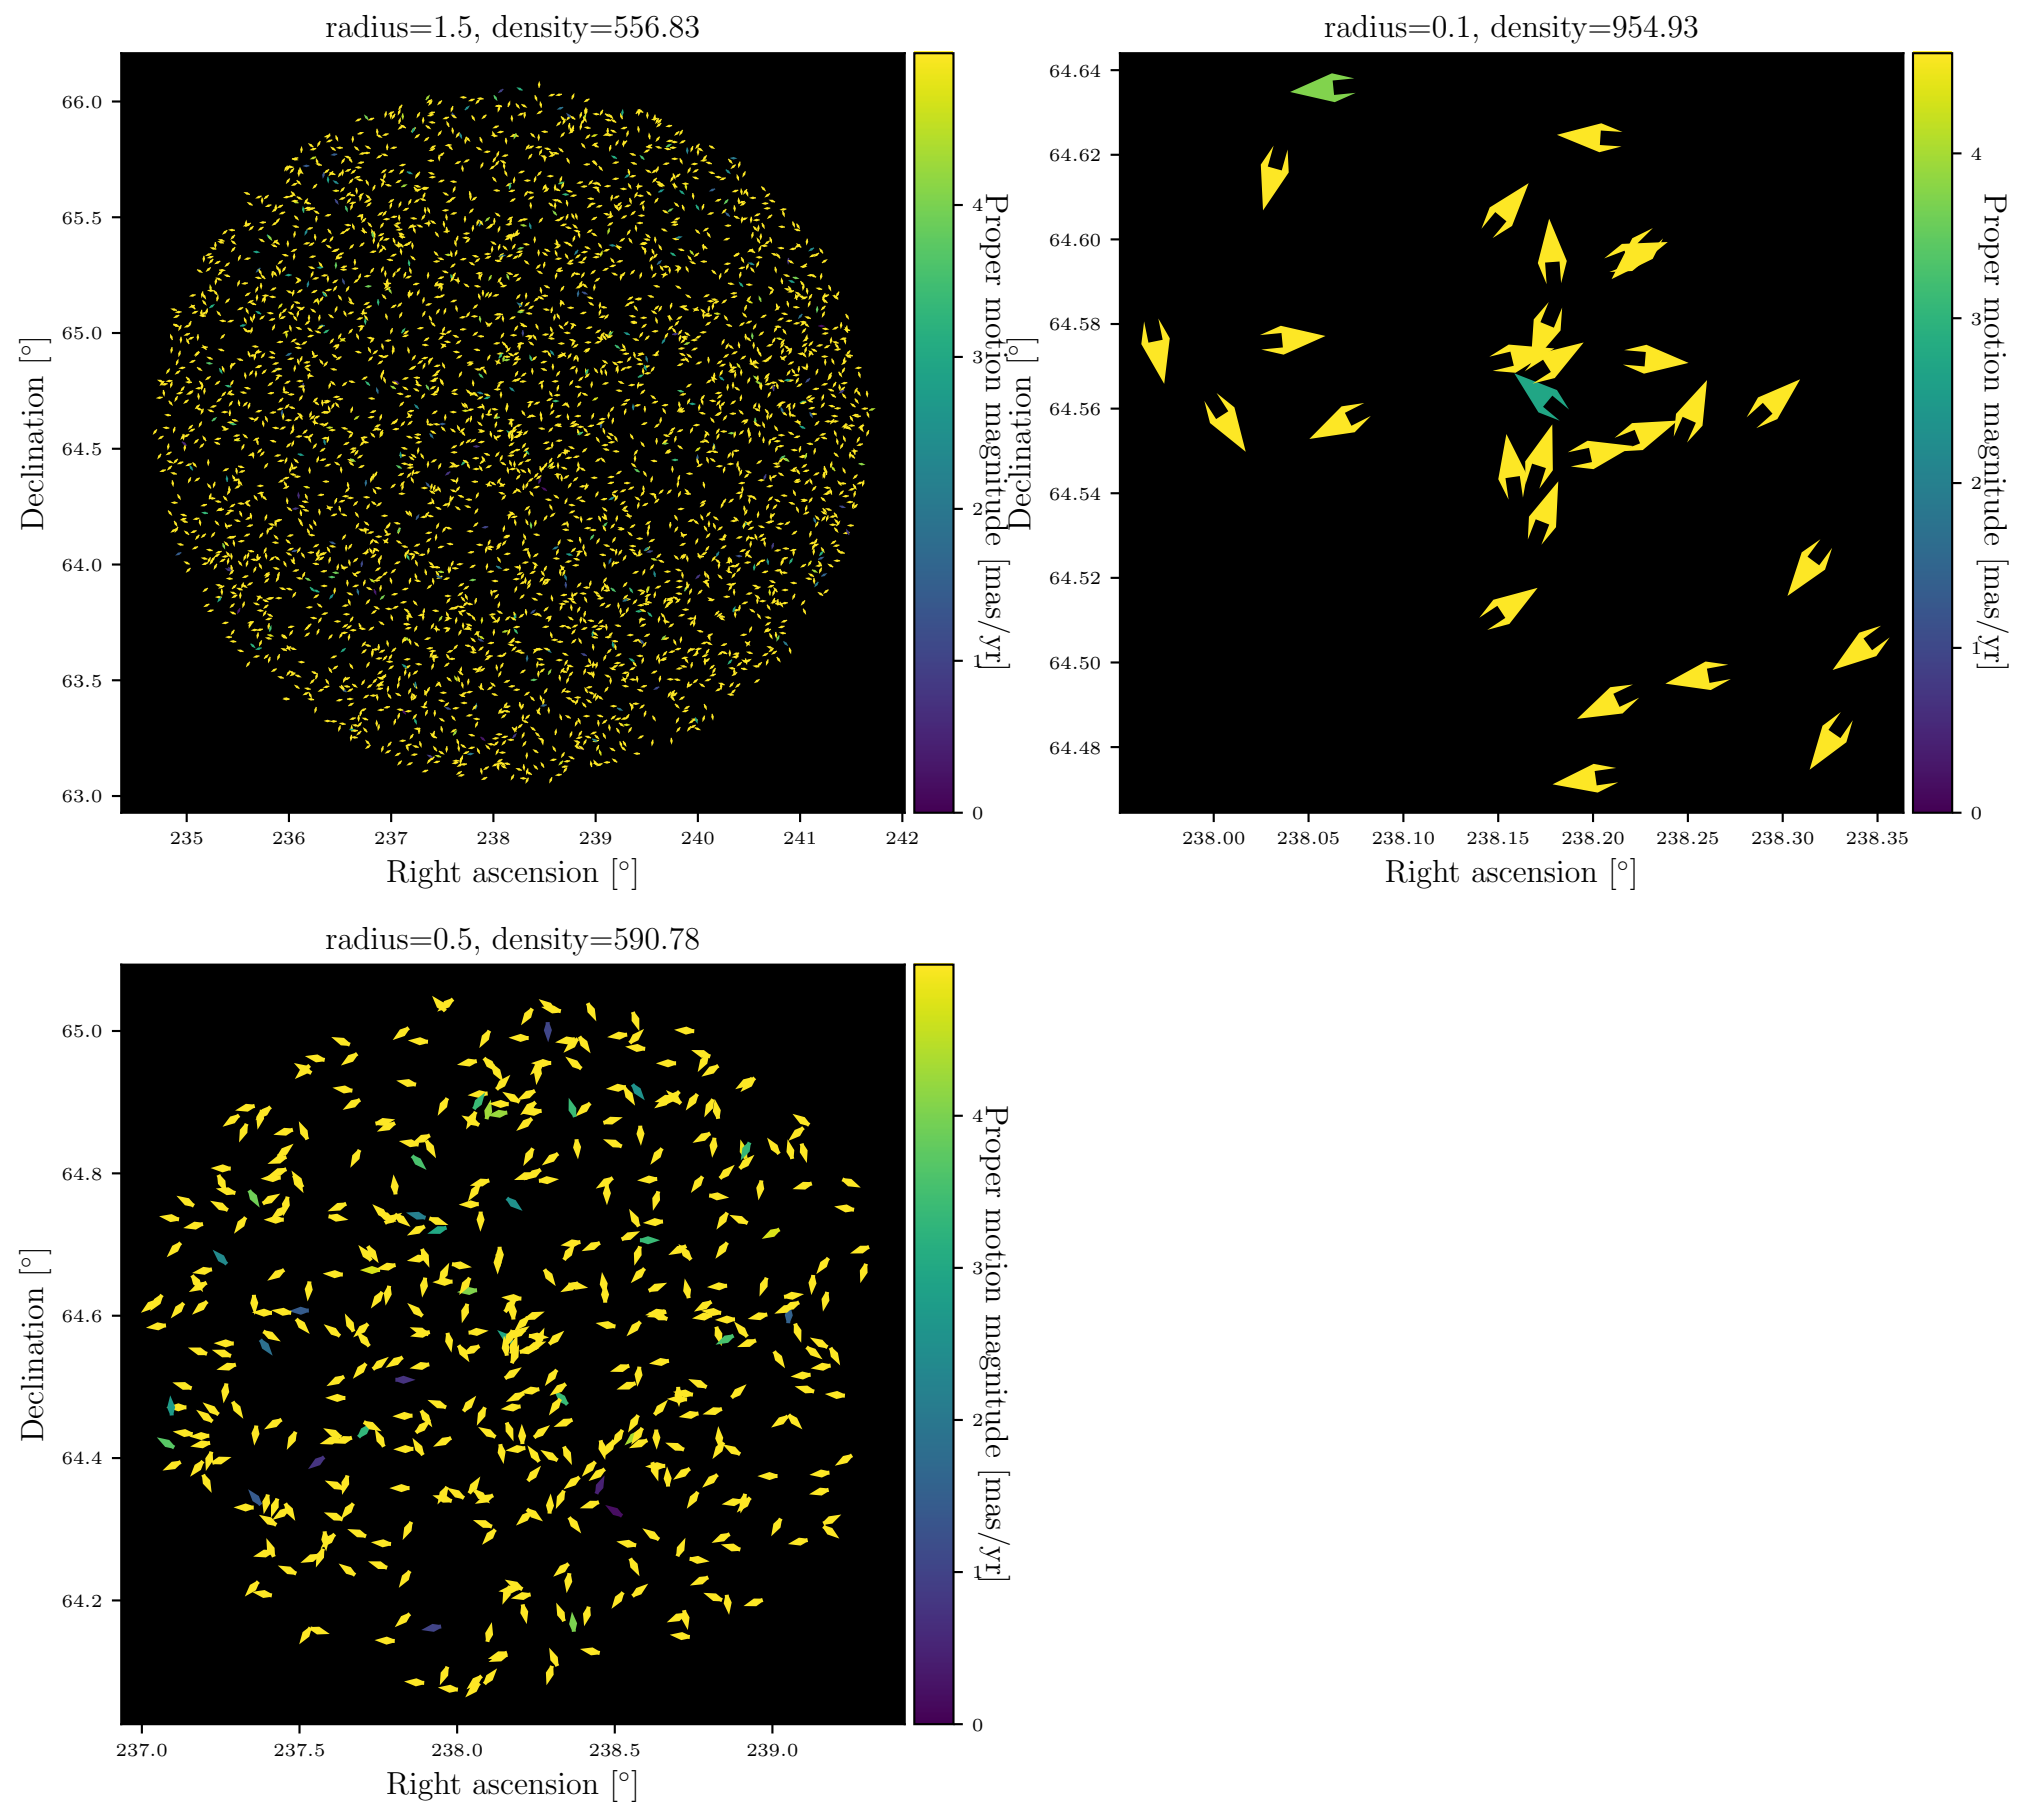 radius=1.5, density=556.83
Declination [°]
66.0
65.5
65.0
64.5
64.0
63.5
63.0
235 236 237 238 239 240 241 242
Right ascension [°]
4
3
2
1
0
Proper motion magnitude [mas/yr]
radius=0.1, density=954.93
Declination [°]
64.64
64.62
64.60
64.58
64.56
64.54
64.52
64.50
64.48
238.00 238.05 238.10 238.15 238.20 238.25 238.30 238.35
Right ascension [°]
4
3
2
1
0
Proper motion magnitude [mas/yr]
radius=0.5, density=590.78
Declination [°]
65.0
64.8
64.6
64.4
64.2
237.0 237.5 238.0 238.5 239.0
Right ascension [°]
4
3
2
1
0
Proper motion magnitude [mas/yr]